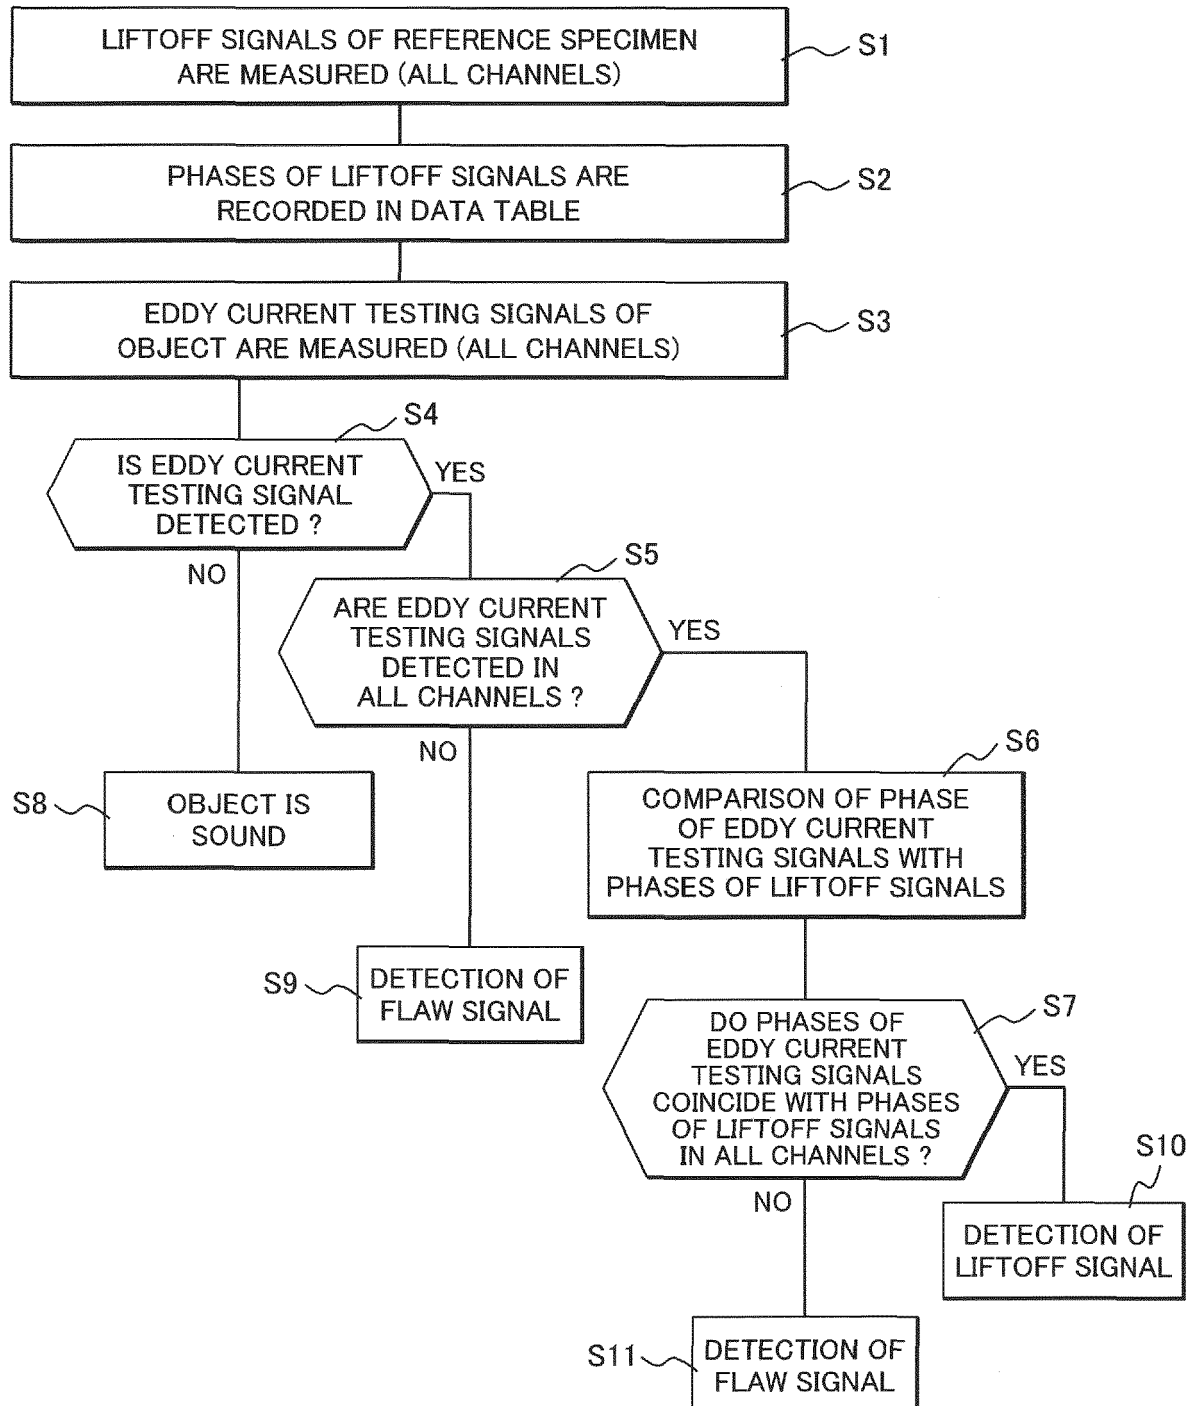 LIFTOFF SIGNALS OF REFERENCE SPECIMEN
ARE MEASURED (ALL CHANNELS)
S1
PHASES OF LIFTOFF SIGNALS ARE
RECORDED IN DATA TABLE
S2
EDDY CURRENT TESTING SIGNALS OF
OBJECT ARE MEASURED (ALL CHANNELS)
S3
S4
IS EDDY CURRENT
TESTING SIGNAL
DETECTED ?
YES
NO
S5
ARE EDDY CURRENT
TESTING SIGNALS
DETECTED IN
ALL CHANNELS ?
YES
NO
S8
OBJECT IS
SOUND
S6
COMPARISON OF PHASE
OF EDDY CURRENT
TESTING SIGNALS WITH
PHASES OF LIFTOFF SIGNALS
S9
DETECTION OF
FLAW SIGNAL
S7
DO PHASES OF
EDDY CURRENT
TESTING SIGNALS
COINCIDE WITH PHASES
OF LIFTOFF SIGNALS
IN ALL CHANNELS ?
YES
NO
S10
DETECTION OF
LIFTOFF SIGNAL
S11
DETECTION OF
FLAW SIGNAL